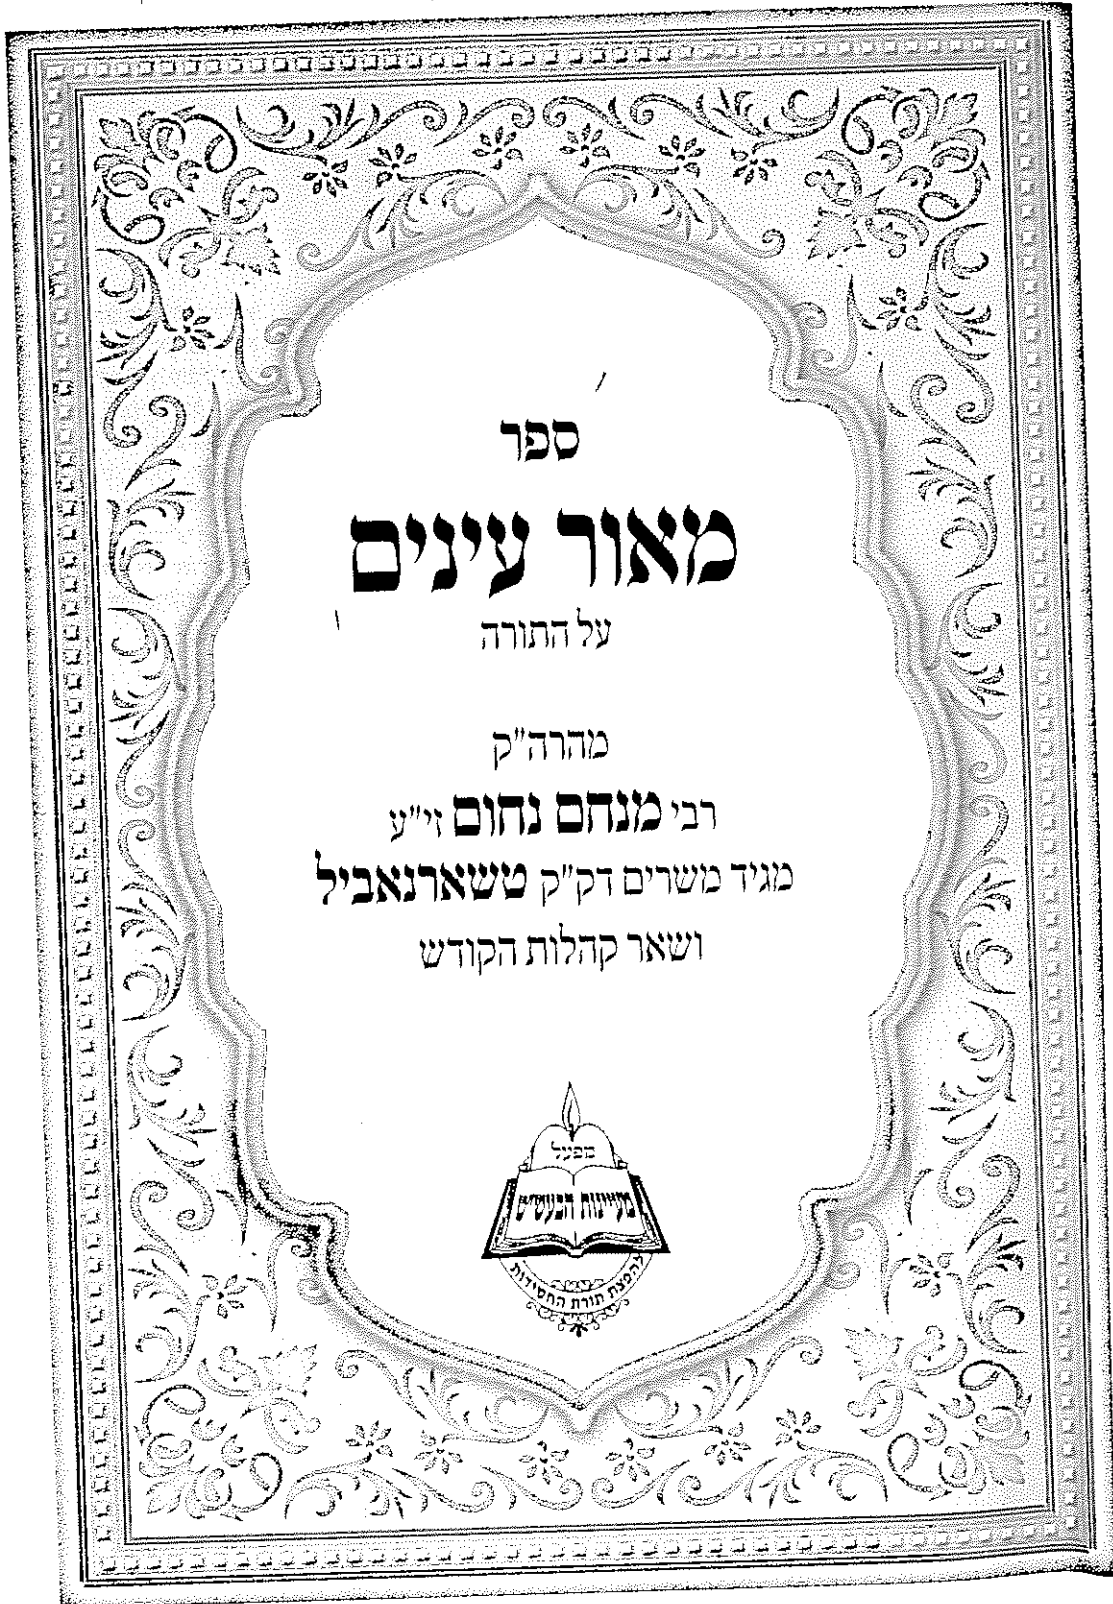 ספר
מאור עינים
על התורה
מהרה"ק
רבי מנחם נחום זי"ע
מגיד משרים דק"ק טשארנאביל
ושאר קהלות הקודש
מפעל
מעיינות הבעש"ט
להפצת תורת החסידות